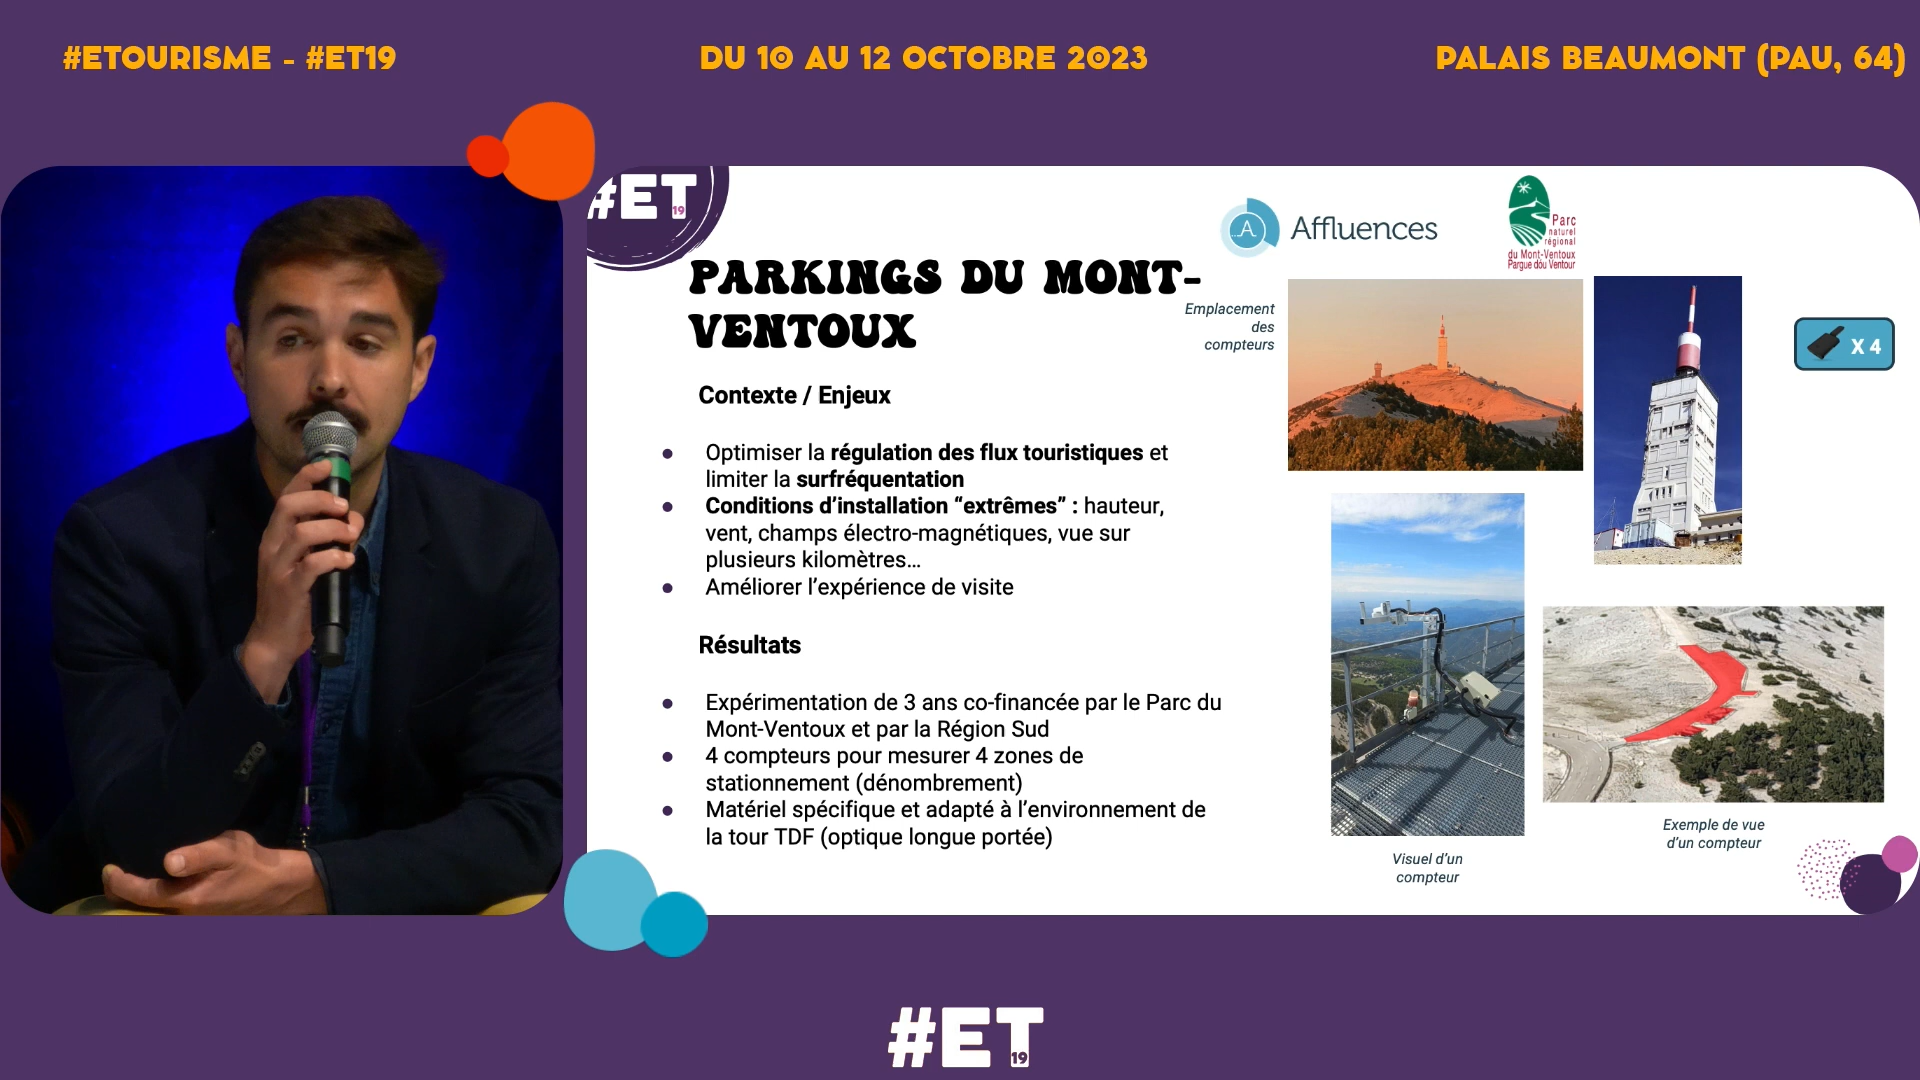 #ETOURISME - #ET19
DU 10 AU 12 OCTOBRE 2023
PALAIS BEAUMONT (PAU, 64)
#ET
19
A
Affluences
Parc
naturel
régional
du Mont-Ventoux
Pargue dóu Ventour
PARKINGS DU MONT-
VENTOUX
Emplacement
des
compteurs
X 4
Contexte / Enjeux
● Optimiser la régulation des flux touristiques et
limiter la surfréquentation
● Conditions d'installation “extrêmes” : hauteur,
vent, champs électro-magnétiques, vue sur
plusieurs kilomètres…
● Améliorer l'expérience de visite
Résultats
● Expérimentation de 3 ans co-financée par le Parc du
Mont-Ventoux et par la Région Sud
● 4 compteurs pour mesurer 4 zones de
stationnement (dénombrement)
● Matériel spécifique et adapté à l'environnement de
la tour TDF (optique longue portée)
Visuel d'un
compteur
Exemple de vue
d'un compteur
#ET
19